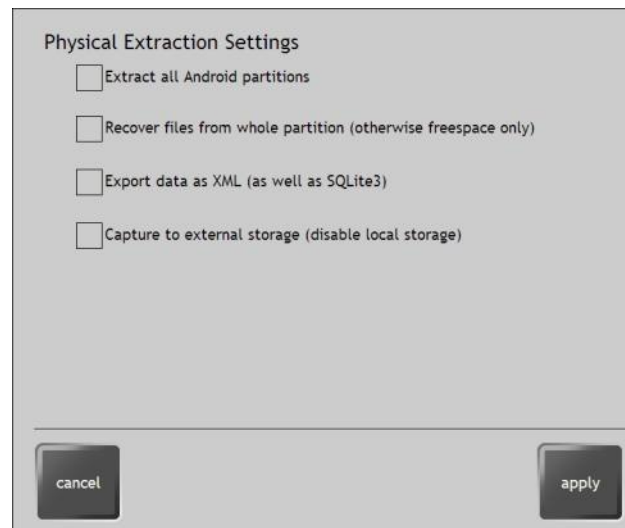 Physical Extraction Settings
Extract all Android partitions
Recover files from whole partition (otherwise freespace only)
Export data as XML (as well as SQLite3)
Capture to external storage (disable local storage)
cancel
apply